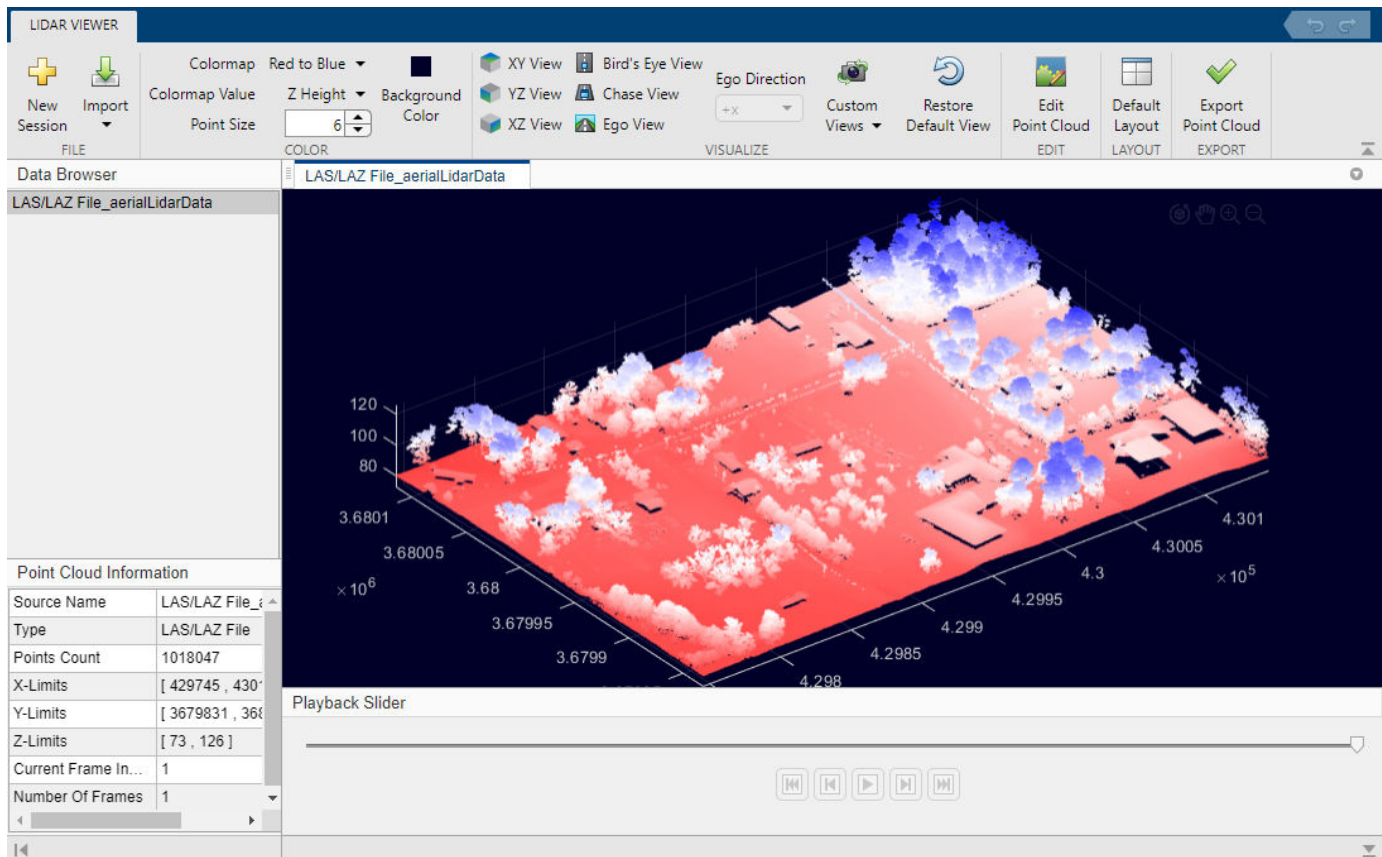 LIDAR VIEWER
New Session
Import
FILE
Colormap Red to Blue
Colormap Value Z Height
Point Size 6
Background Color
COLOR
XY View
YZ View
XZ View
Bird's Eye View
Chase View
Ego View
Ego Direction
+x
Custom Views
Restore Default View
VISUALIZE
Edit Point Cloud
EDIT
Default Layout
LAYOUT
Export Point Cloud
EXPORT
Data Browser
LAS/LAZ File_aerialLidarData
LAS/LAZ File_aerialLidarData
120
100
80
3.6801
3.68005
3.68
3.67995
3.6799
× 10^6
4.298
4.2985
4.299
4.2995
4.3
4.3005
4.301
× 10^5
Point Cloud Information
Source Name LAS/LAZ File_
Type LAS/LAZ File
Points Count 1018047
X-Limits [ 429745 , 430
Y-Limits [ 3679831 , 368
Z-Limits [ 73 , 126 ]
Current Frame In... 1
Number Of Frames 1
Playback Slider